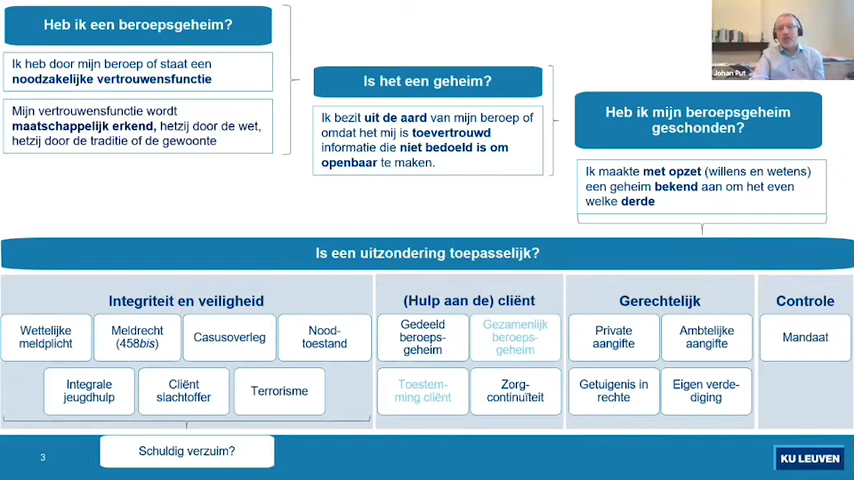 Heb ik een beroepsgeheim?
Ik heb door mijn beroep of staat een
noodzakelijke vertrouwensfunctie
Mijn vertrouwensfunctie wordt
maatschappelijk erkend, hetzij door de wet,
hetzij door de traditie of de gewoonte
Is het een geheim?
Ik bezit uit de aard van mijn beroep of
omdat het mij is toevertrouwd
informatie die niet bedoeld is om
openbaar te maken.
Johan Put
Heb ik mijn beroepsgeheim
geschonden?
Ik maakte met opzet (willens en wetens)
een geheim bekend aan om het even
welke derde
Is een uitzondering toepasselijk?
Integriteit en veiligheid
Wettelijke
meldplicht
Meldrecht
(458bis)
Casusoverleg
Nood-
toestand
Integrale
jeugdhulp
Cliënt
slachtoffer
Terrorisme
(Hulp aan de) cliënt
Gedeeld
beroeps-
geheim
Gezamenlijk
beroeps-
geheim
Toestem-
ming cliënt
Zorg-
continuïteit
Gerechtelijk
Private
aangifte
Ambtelijke
aangifte
Getuigenis in
rechte
Eigen verde-
diging
Controle
Mandaat
3
Schuldig verzuim?
KU LEUVEN